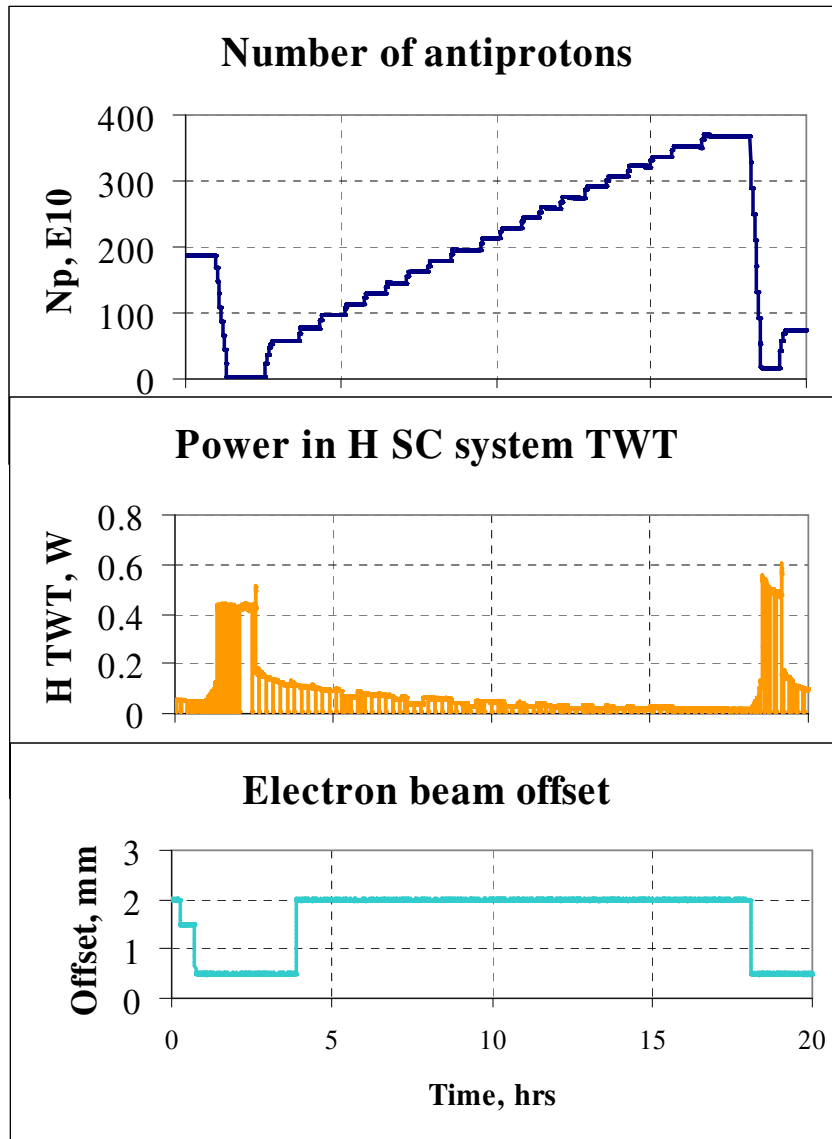 Number of antiprotons
400
300
200
100
0
Np, E10
Power in H SC system TWT
0.8
0.6
0.4
0.2
0
H TWT, W
Electron beam offset
3
2
1
0
Offset, mm
0 5 10 15 20
Time, hrs